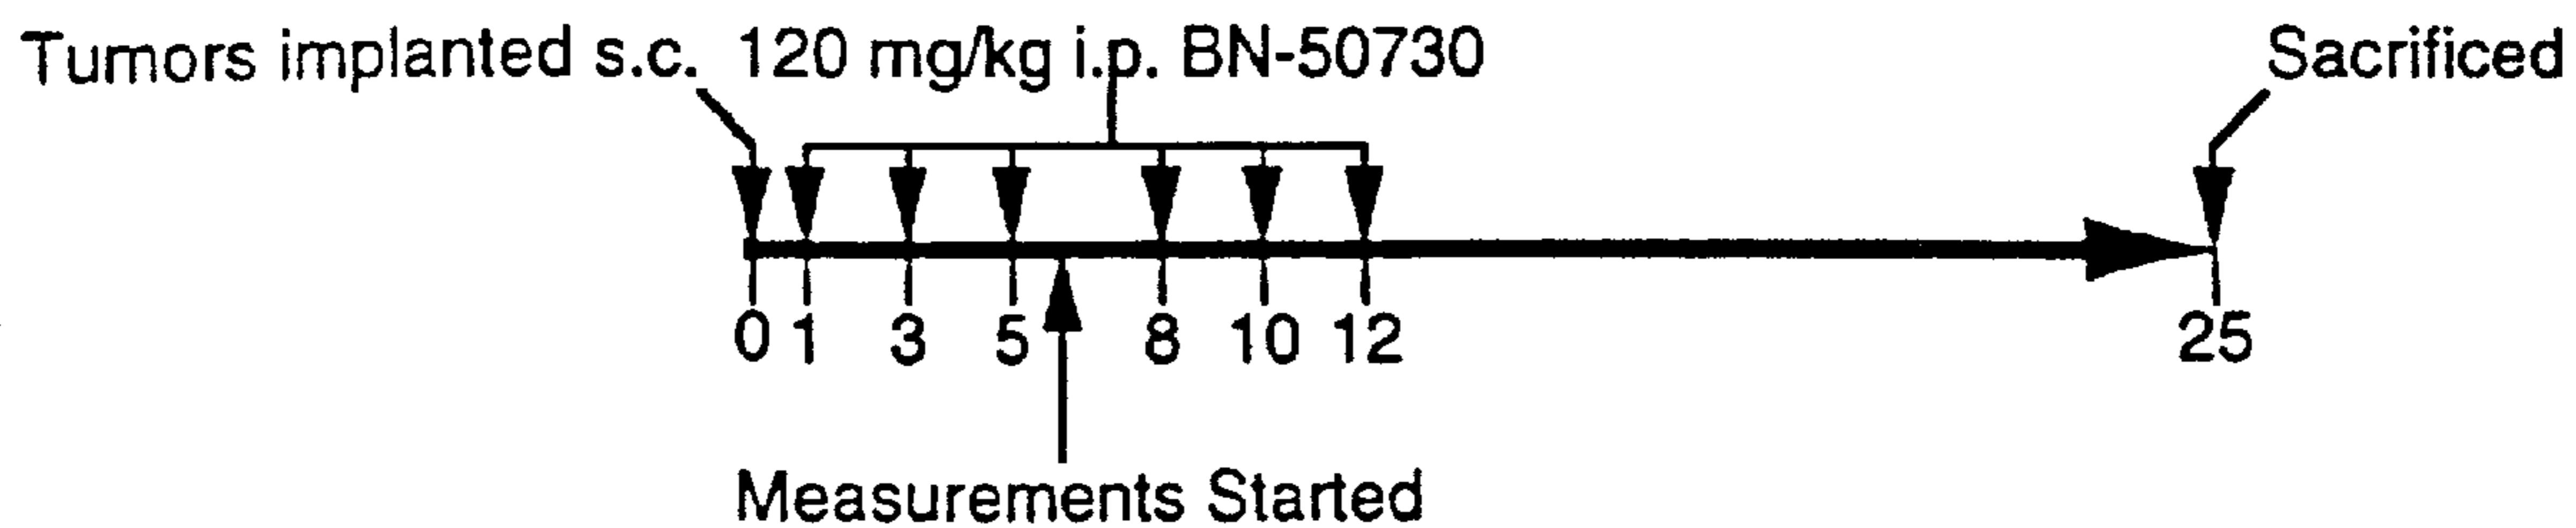 Tumors implanted s.c. 120 mg/kg i.p. BN-50730 Sacrificed
0 1 3 5 8 10 12 25
Measurements Started